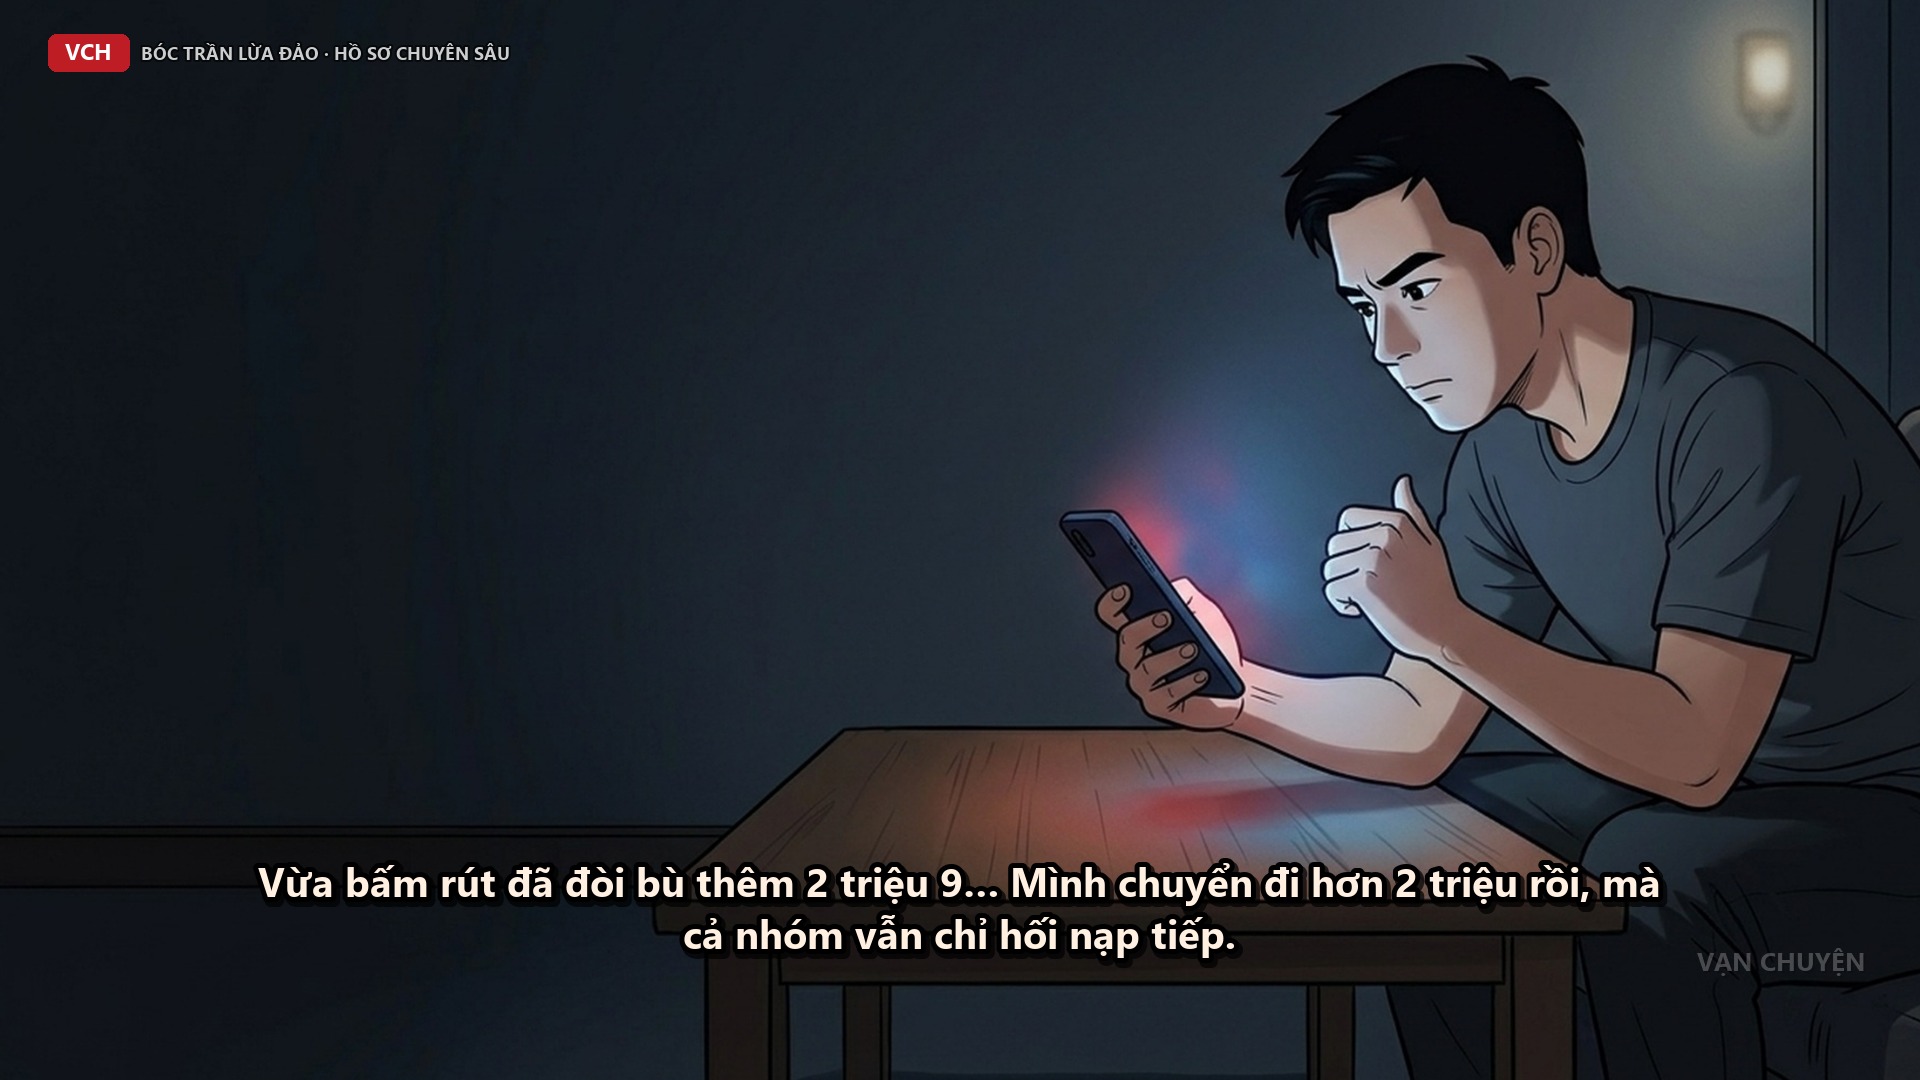 VCH BÓC TRẦN LỪA ĐẢO · HỒ SƠ CHUYÊN SÂU
Vừa bấm rút đã đòi bù thêm 2 triệu 9... Mình chuyển đi hơn 2 triệu rồi, mà
cả nhóm vẫn chỉ hối nạp tiếp.
VẠN CHUYỆN